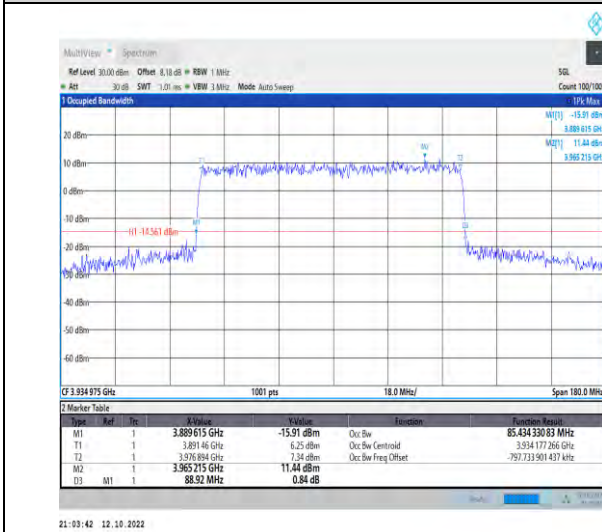 MultiView Spectrum
Ref Level 30.00 dBm Offset 8.18 dB RBW 1 MHz SGL
Att 30 dB SWT 1.01 ms VBW 3 MHz Mode Auto Sweep Count 100/100
1 Occupied Bandwidth 1Pk Max
M1[1] -15.91 dBm
3.889 615 GHz
M2[1] 11.44 dBm
3.965 215 GHz
20 dBm
M2
T1 T2
10 dBm
0 dBm
-10 dBm
M1 D3
H1 -14.561 dBm
-20 dBm
-30 dBm
-40 dBm
-50 dBm
-60 dBm
CF 3.934 975 GHz 1001 pts 18.0 MHz/ Span 180.0 MHz
2 Marker Table
Type Ref Trc X-Value Y-Value Function Function Result
M1 1 3.889 615 GHz -15.91 dBm Occ Bw 85.434 330 83 MHz
T1 1 3.891 46 GHz 6.25 dBm Occ Bw Centroid 3.934 177 266 GHz
T2 1 3.976 894 GHz 7.34 dBm Occ Bw Freq Offset -797.733 901 437 kHz
M2 1 3.965 215 GHz 11.44 dBm
D3 M1 1 88.92 MHz 0.84 dB
21:03:42 12.10.2022